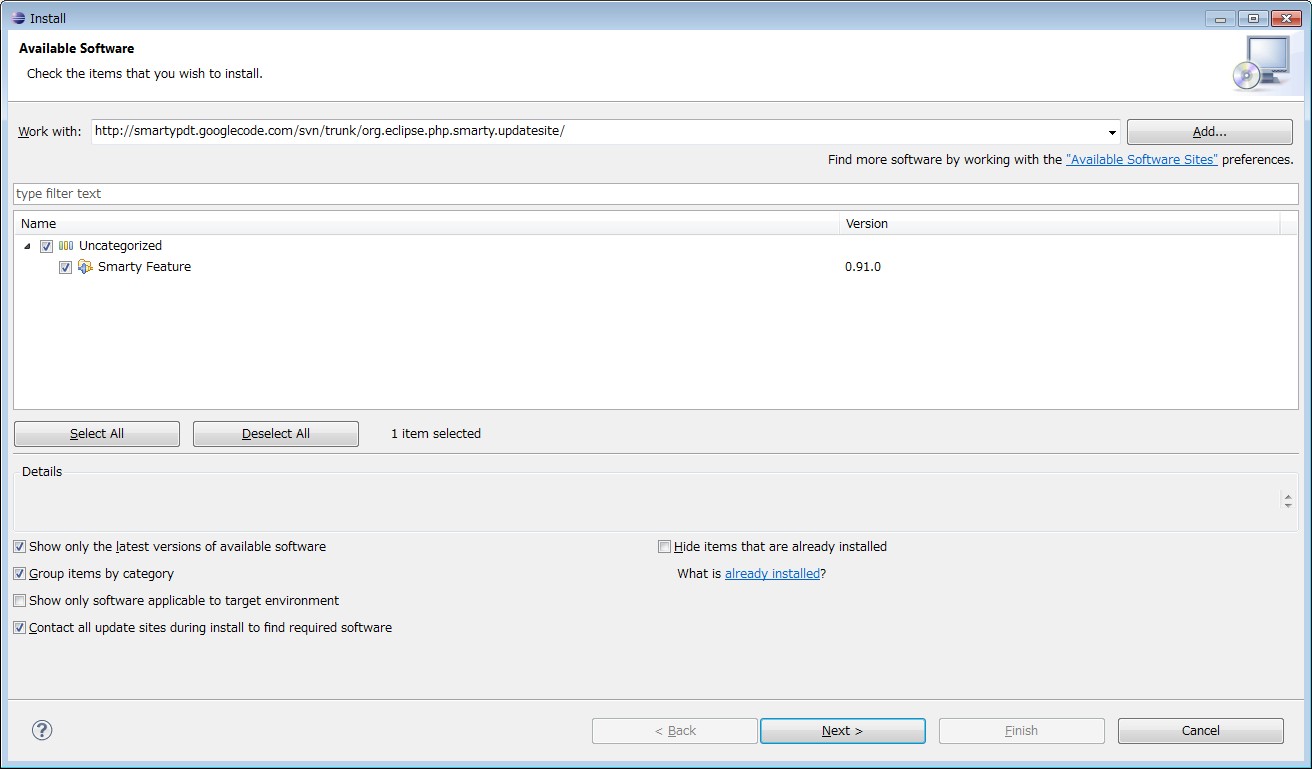 Install
Available Software
Check the items that you wish to install.
Work with: http://smartypdt.googlecode.com/svn/trunk/org.eclipse.php.smarty.updatesite/ Add...
Find more software by working with the "Available Software Sites" preferences.
type filter text
Name Version
Uncategorized
Smarty Feature 0.91.0
Select All Deselect All 1 item selected
Details
Show only the latest versions of available software Hide items that are already installed
Group items by category What is already installed?
Show only software applicable to target environment
Contact all update sites during install to find required software
? < Back Next > Finish Cancel